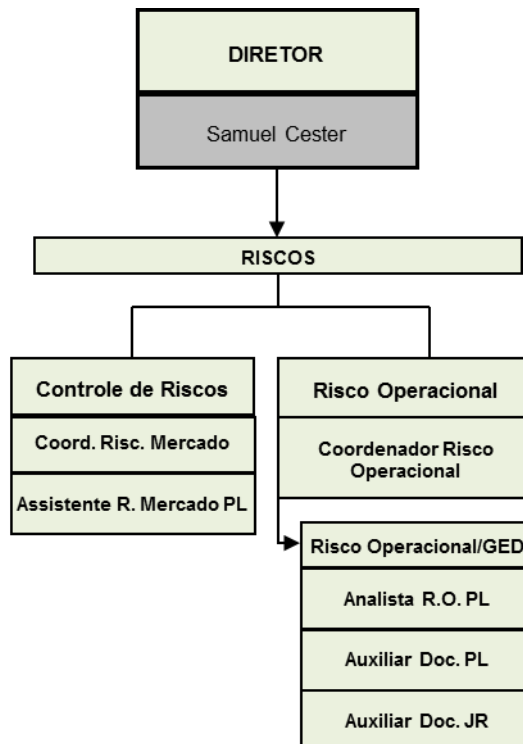 DIRETOR
Samuel Cester
RISCOS
Controle de Riscos
Coord. Risc. Mercado
Assistente R. Mercado PL
Risco Operacional
Coordenador Risco
Operacional
Risco Operacional/GED
Analista R.O. PL
Auxiliar Doc. PL
Auxiliar Doc. JR